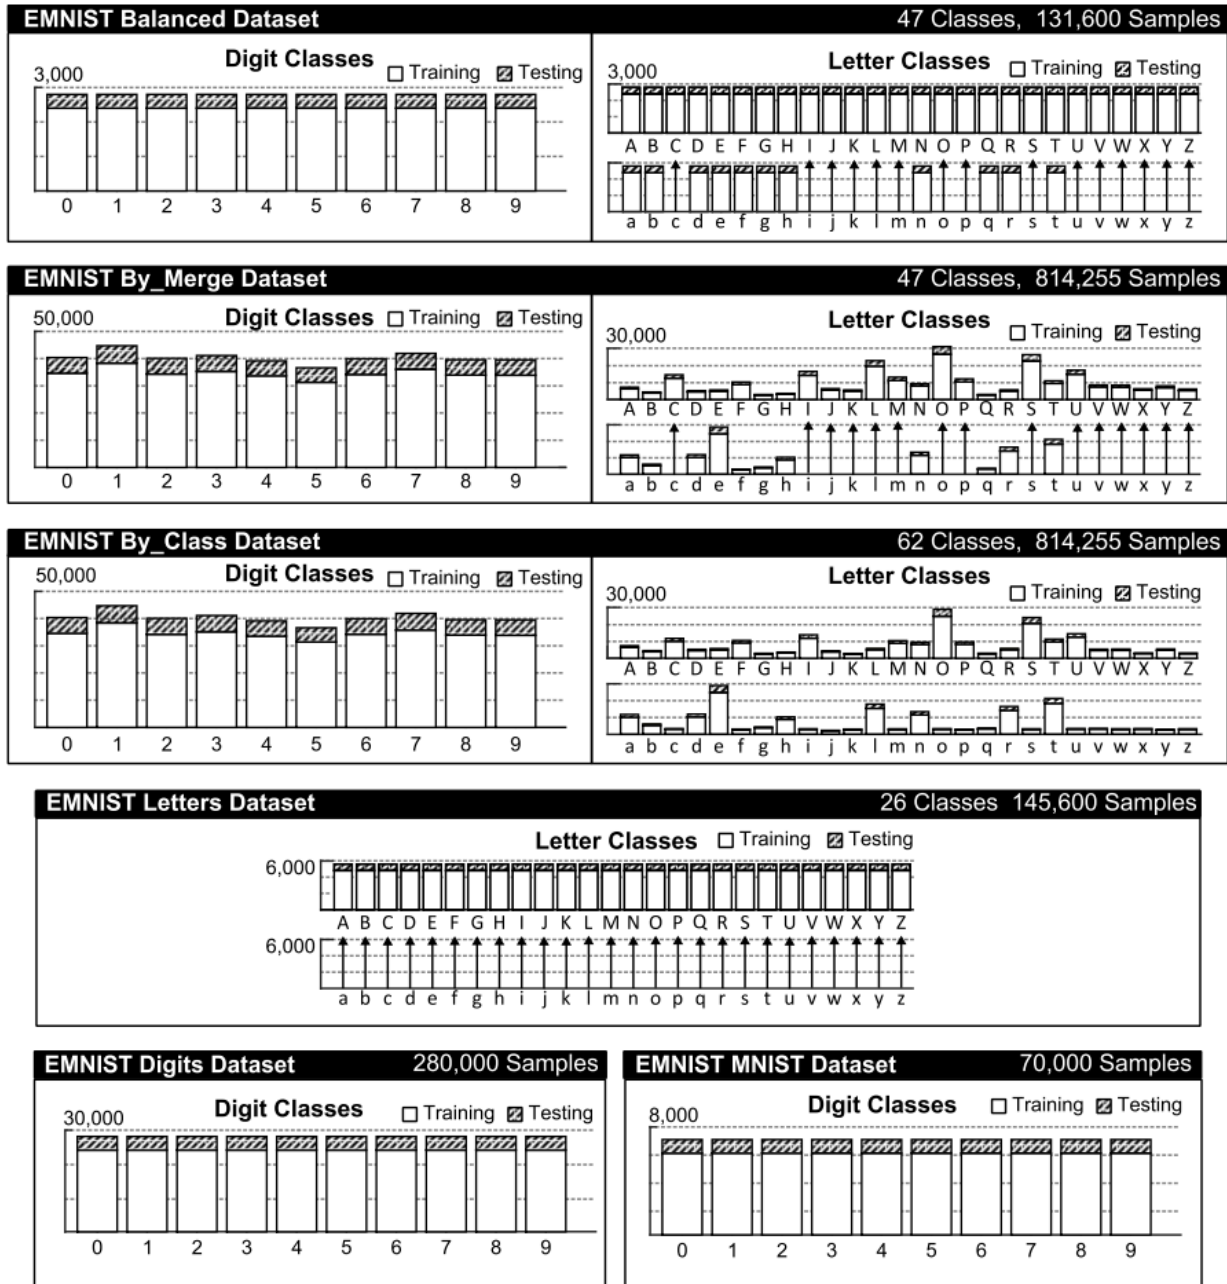 EMNIST Balanced Dataset 47 Classes, 131,600 Samples
Digit Classes Training Testing
3,000
0 1 2 3 4 5 6 7 8 9
Letter Classes Training Testing
3,000
A B C D E F G H I J K L M N O P Q R S T U V W X Y Z
a b c d e f g h i j k l m n o p q r s t u v w x y z
EMNIST By_Merge Dataset 47 Classes, 814,255 Samples
Digit Classes Training Testing
50,000
0 1 2 3 4 5 6 7 8 9
Letter Classes Training Testing
30,000
A B C D E F G H I J K L M N O P Q R S T U V W X Y Z
a b c d e f g h i j k l m n o p q r s t u v w x y z
EMNIST By_Class Dataset 62 Classes, 814,255 Samples
Digit Classes Training Testing
50,000
0 1 2 3 4 5 6 7 8 9
Letter Classes Training Testing
30,000
A B C D E F G H I J K L M N O P Q R S T U V W X Y Z
a b c d e f g h i j k l m n o p q r s t u v w x y z
EMNIST Letters Dataset 26 Classes 145,600 Samples
Letter Classes Training Testing
6,000
A B C D E F G H I J K L M N O P Q R S T U V W X Y Z
6,000
a b c d e f g h i j k l m n o p q r s t u v w x y z
EMNIST Digits Dataset 280,000 Samples
Digit Classes Training Testing
30,000
0 1 2 3 4 5 6 7 8 9
EMNIST MNIST Dataset 70,000 Samples
Digit Classes Training Testing
8,000
0 1 2 3 4 5 6 7 8 9